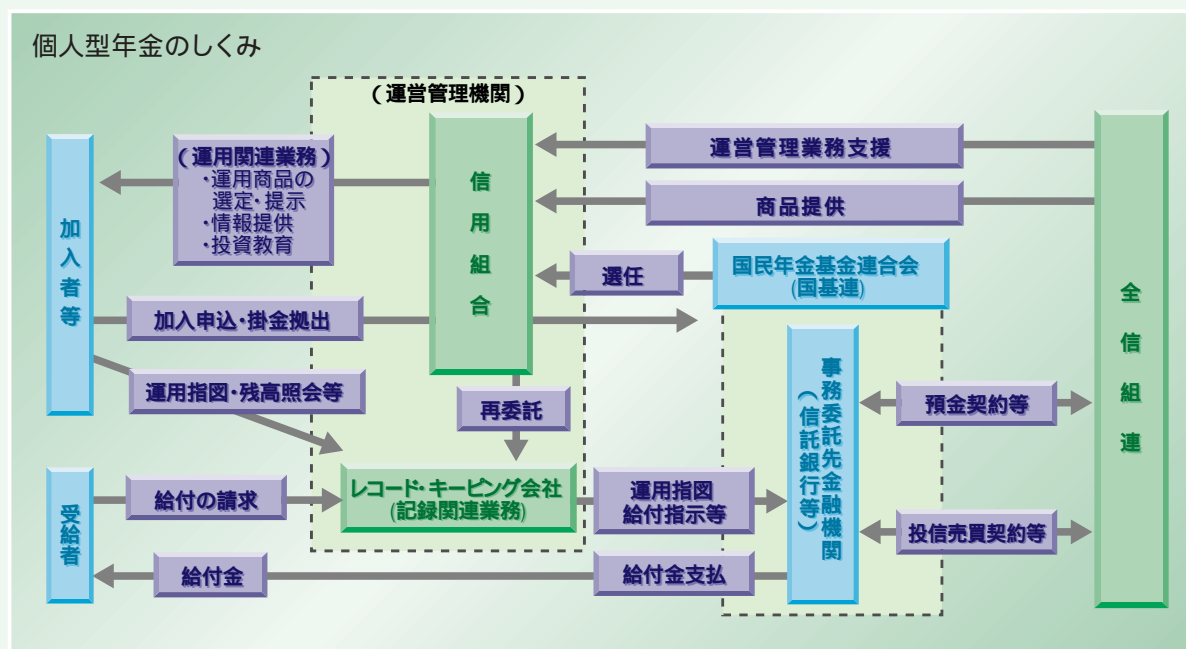 個人型年金のしくみ
(運営管理機関)
(運用関連業務)
・運用商品の
選定・提示
・情報提供
・投資教育
信用組合
運営管理業務支援
商品提供
加入者等
選任
国民年金基金連合会
(国基連)
全信組連
加入申込・掛金拠出
運用指図・残高照会等
再委託
事務委託先金融機関
(信託銀行等)
預金契約等
受給者
給付の請求
レコード・キーピング会社
(記録関連業務)
運用指図
給付指示等
投信売買契約等
給付金
給付金支払